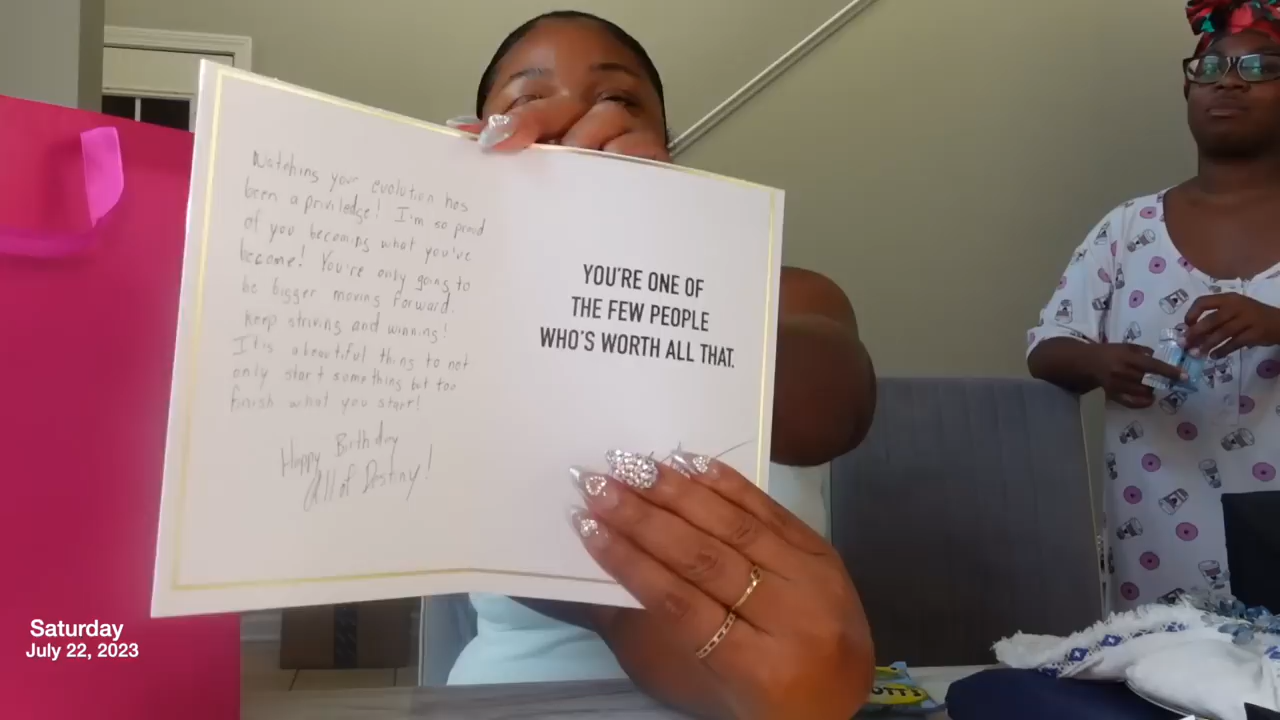 Watching your evolution has
been a priviledge! I'm so proud
of you becoming what you've
become! You're only going to
be bigger moving forward.
Keep striving and winning!
It is a beautiful thing to not
only start something but too
finish what you start!
Happy Birthday
All of Destiny!
YOU'RE ONE OF
THE FEW PEOPLE
WHO'S WORTH ALL THAT.
Saturday
July 22, 2023